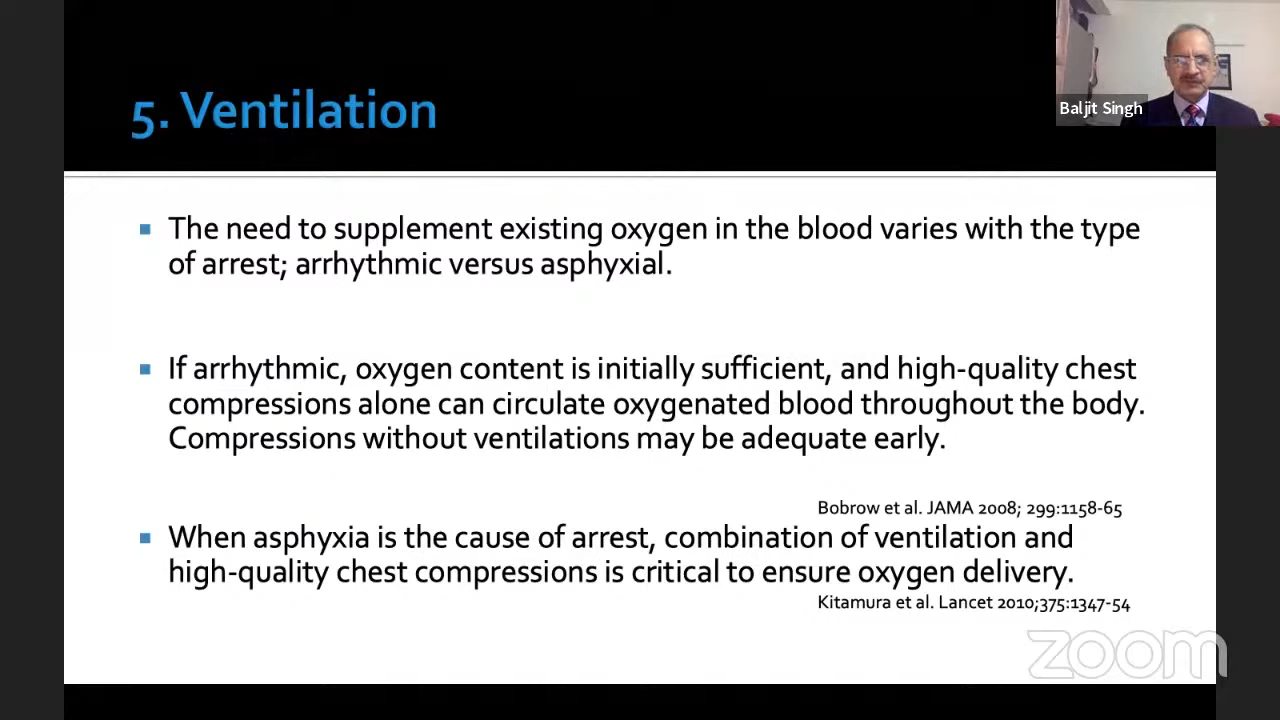 5. Ventilation
Baljit Singh
The need to supplement existing oxygen in the blood varies with the type
of arrest; arrhythmic versus asphyxial.
If arrhythmic, oxygen content is initially sufficient, and high-quality chest
compressions alone can circulate oxygenated blood throughout the body.
Compressions without ventilations may be adequate early.
Bobrow et al. JAMA 2008; 299:1158-65
When asphyxia is the cause of arrest, combination of ventilation and
high-quality chest compressions is critical to ensure oxygen delivery.
Kitamura et al. Lancet 2010;375:1347-54
zoom